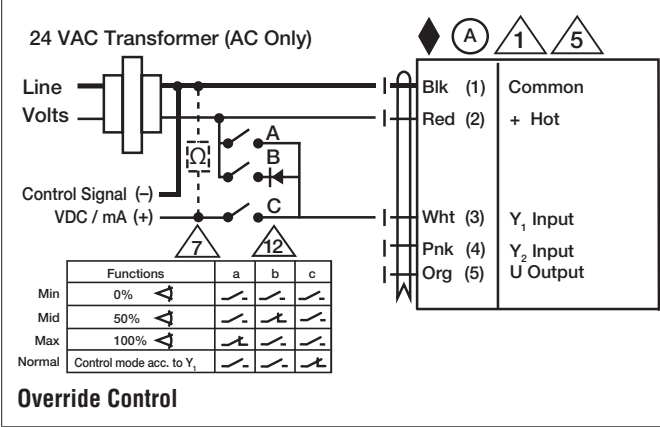 24 VAC Transformer (AC Only)
A 1 5
Line
Volts
Blk (1) Common
Red (2) + Hot
A
B
Ω
Control Signal (–)
VDC / mA (+)
C
Wht (3) Y1 Input
Pnk (4) Y2 Input
Org (5) U Output
7 12
Functions a b c
Min 0%
Mid 50%
Max 100%
Normal Control mode acc. to Y1
Override Control